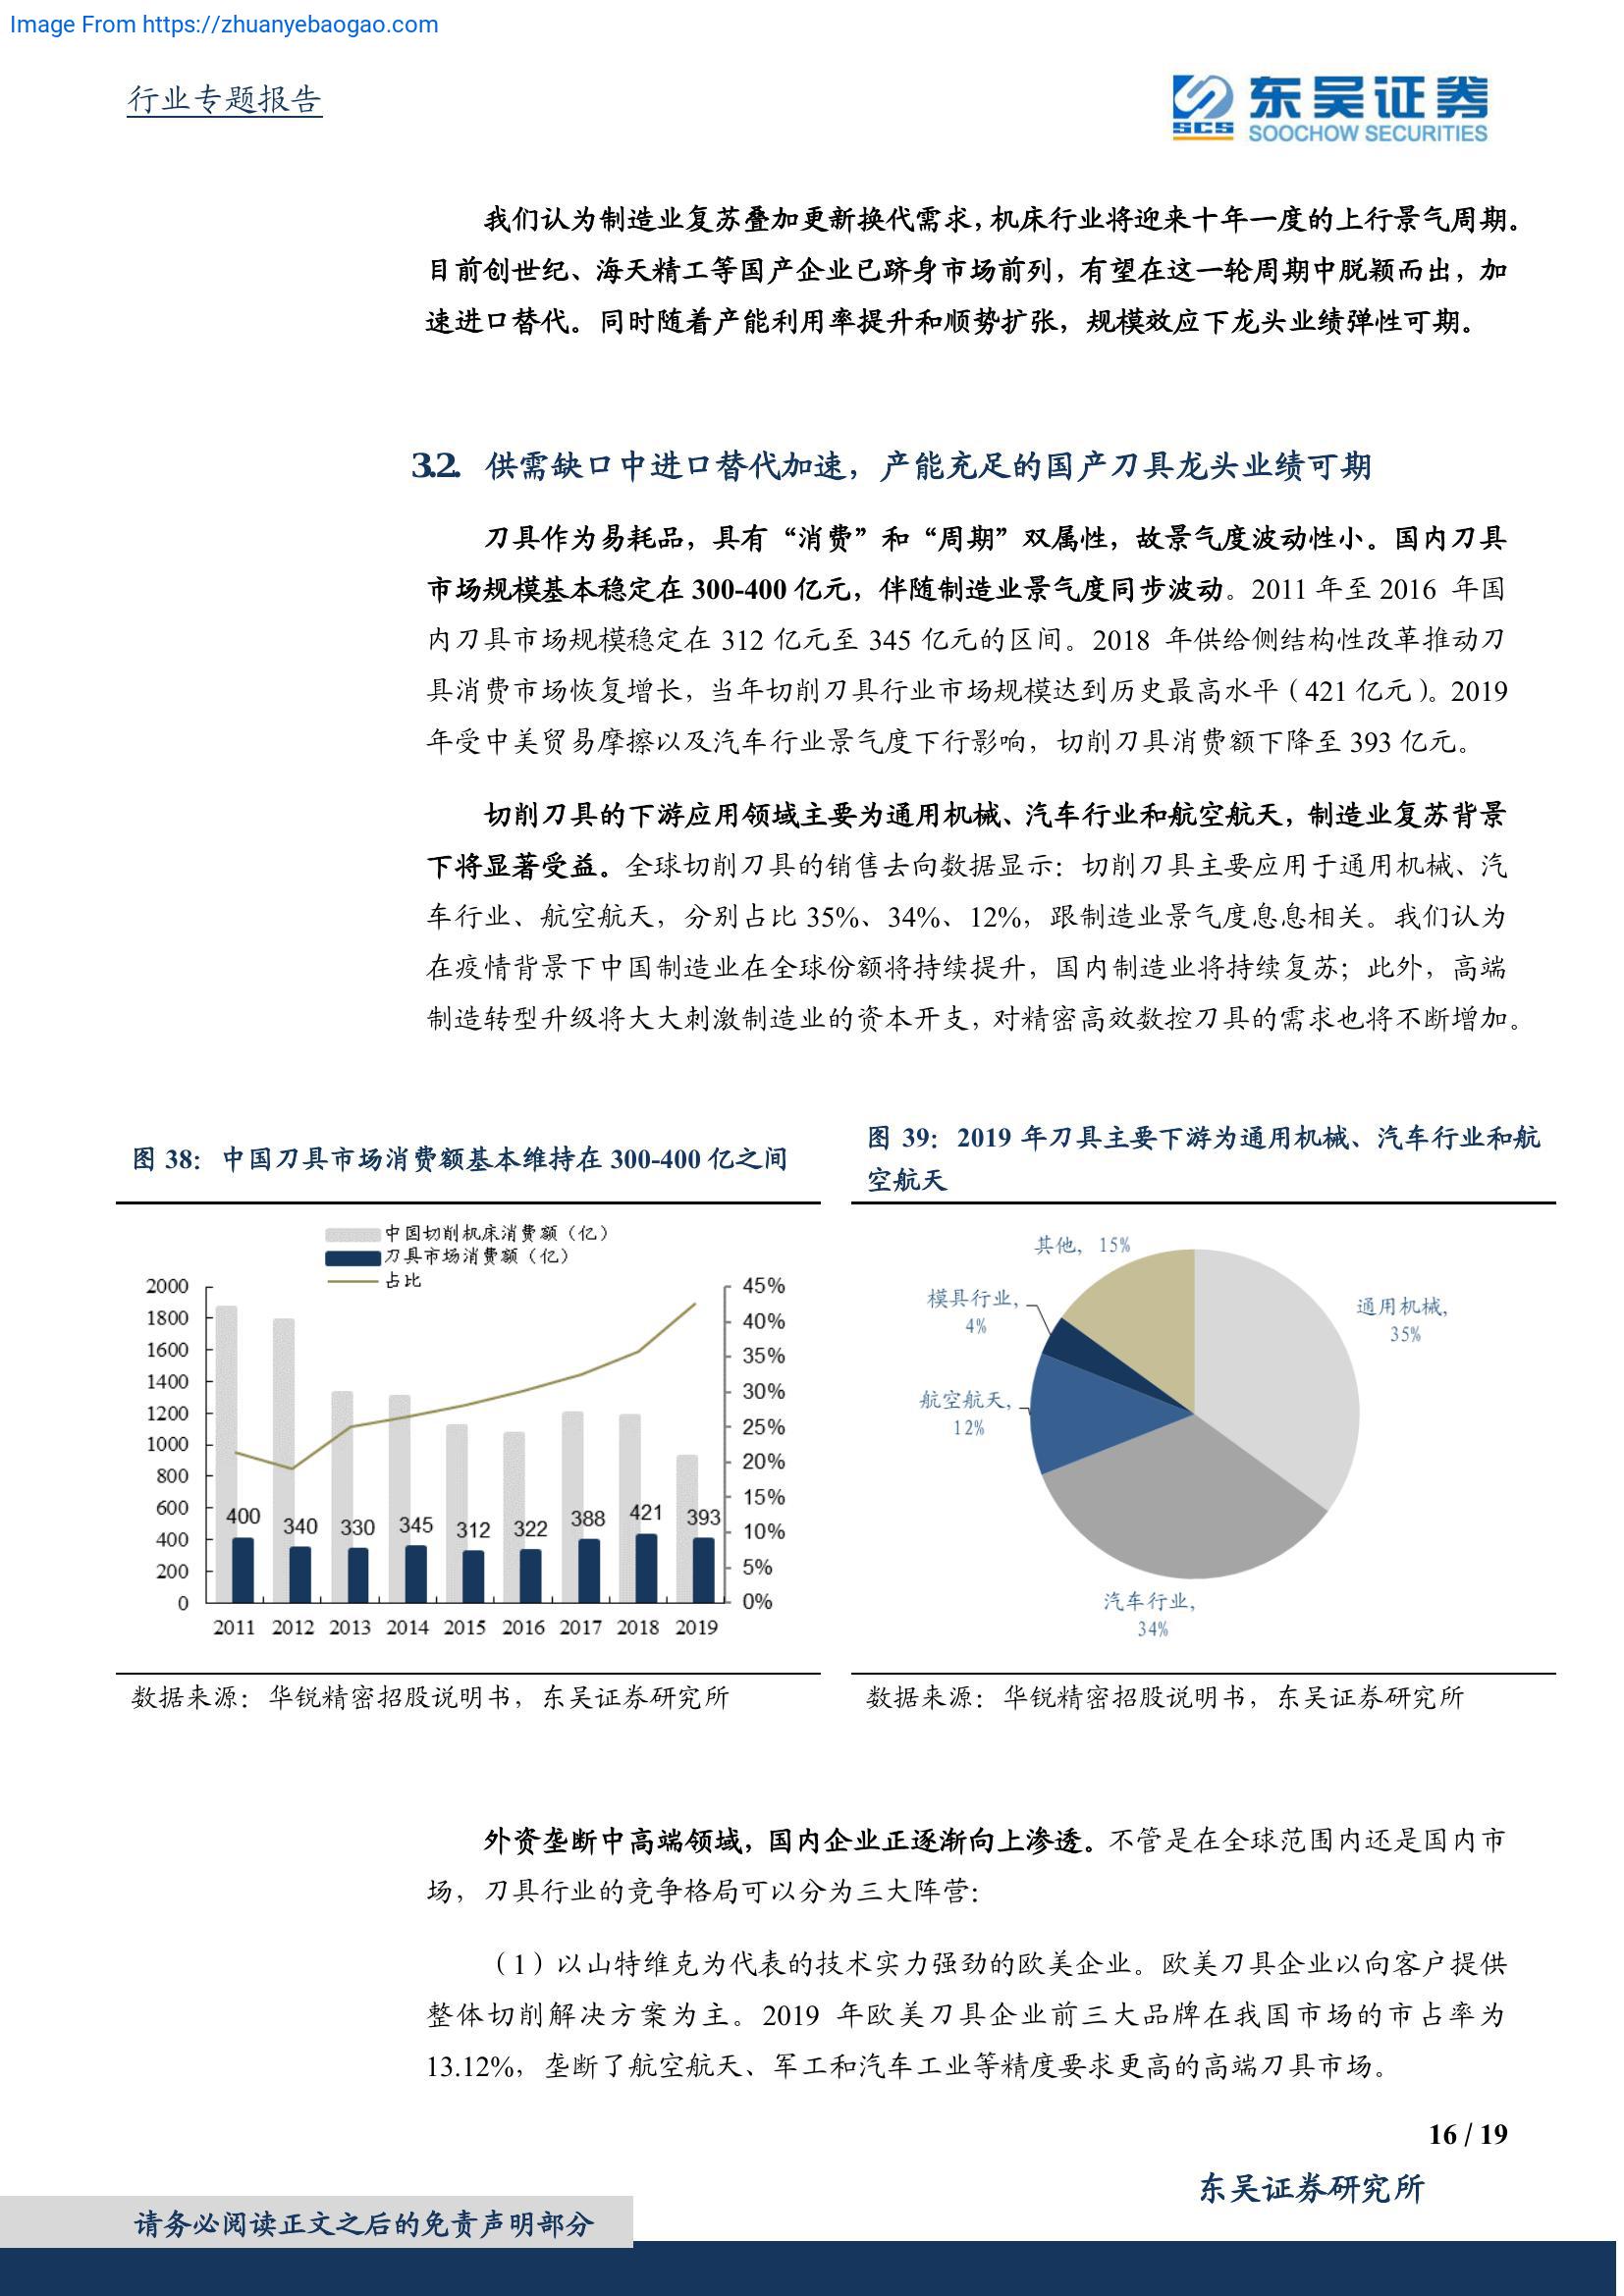 Image From https://zhuanyebaogao.com
行业专题报告
东吴证券
SCS SOOCHOW SECURITIES
我们认为制造业复苏叠加更新换代需求，机床行业将迎来十年一度的上行景气周期。
目前创世纪、海天精工等国产企业已跻身市场前列，有望在这一轮周期中脱颖而出，加
速进口替代。同时随着产能利用率提升和顺势扩张，规模效应下龙头业绩弹性可期。
3.2. 供需缺口中进口替代加速，产能充足的国产刀具龙头业绩可期
刀具作为易耗品，具有“消费”和“周期”双属性，故景气度波动性小。国内刀具
市场规模基本稳定在 300-400 亿元，伴随制造业景气度同步波动。2011 年至 2016 年国
内刀具市场规模稳定在 312 亿元至 345 亿元的区间。2018 年供给侧结构性改革推动刀
具消费市场恢复增长，当年切削刀具行业市场规模达到历史最高水平（421 亿元）。2019
年受中美贸易摩擦以及汽车行业景气度下行影响，切削刀具消费额下降至 393 亿元。
切削刀具的下游应用领域主要为通用机械、汽车行业和航空航天，制造业复苏背景
下将显著受益。全球切削刀具的销售去向数据显示：切削刀具主要应用于通用机械、汽
车行业、航空航天，分别占比 35%、34%、12%，跟制造业景气度息息相关。我们认为
在疫情背景下中国制造业在全球份额将持续提升，国内制造业将持续复苏；此外，高端
制造转型升级将大大刺激制造业的资本开支，对精密高效数控刀具的需求也将不断增加。
图 38：中国刀具市场消费额基本维持在 300-400 亿之间
中国切削机床消费额（亿）
刀具市场消费额（亿）
占比
2000
1800
1600
1400
1200
1000
800
600
400
200
0
45%
40%
35%
30%
25%
20%
15%
10%
5%
0%
400 340 330 345 312 322 388 421 393
2011 2012 2013 2014 2015 2016 2017 2018 2019
数据来源：华锐精密招股说明书，东吴证券研究所
图 39：2019 年刀具主要下游为通用机械、汽车行业和航
空航天
其他，15%
模具行业，
4%
航空航天，
12%
通用机械，
35%
汽车行业，
34%
数据来源：华锐精密招股说明书，东吴证券研究所
外资垄断中高端领域，国内企业正逐渐向上渗透。不管是在全球范围内还是国内市
场，刀具行业的竞争格局可以分为三大阵营：
（1）以山特维克为代表的技术实力强劲的欧美企业。欧美刀具企业以向客户提供
整体切削解决方案为主。2019 年欧美刀具企业前三大品牌在我国市场的市占率为
13.12%，垄断了航空航天、军工和汽车工业等精度要求更高的高端刀具市场。
16 / 19
东吴证券研究所
请务必阅读正文之后的免责声明部分